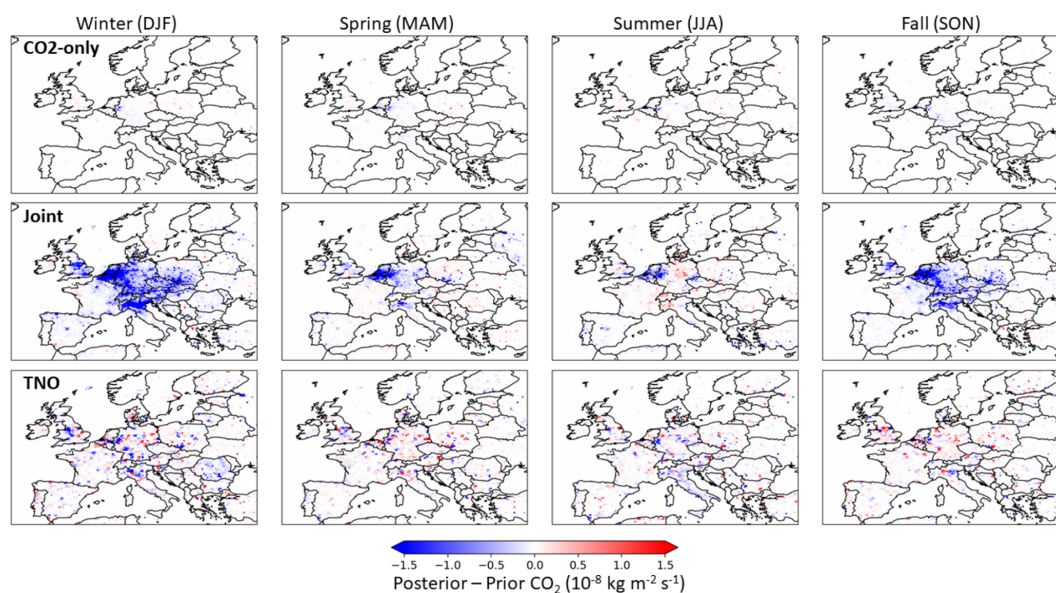 Winter (DJF) Spring (MAM) Summer (JJA) Fall (SON)
CO2-only
Joint
TNO
−1.5 −1.0 −0.5 0.0 0.5 1.0 1.5
Posterior – Prior CO₂ (10⁻⁸ kg m⁻² s⁻¹)